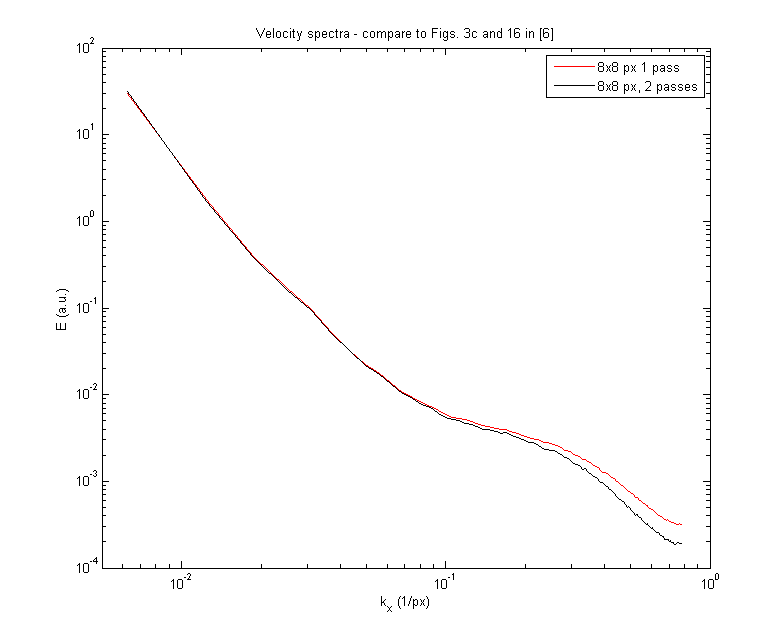 Velocity spectra - compare to Figs. 3c and 16 in [6]
8x8 px 1 pass
8x8 px, 2 passes
10^2
10^1
10^0
10^-1
10^-2
10^-3
10^-4
E (a.u.)
10^-2
10^-1
10^0
k_x (1/px)